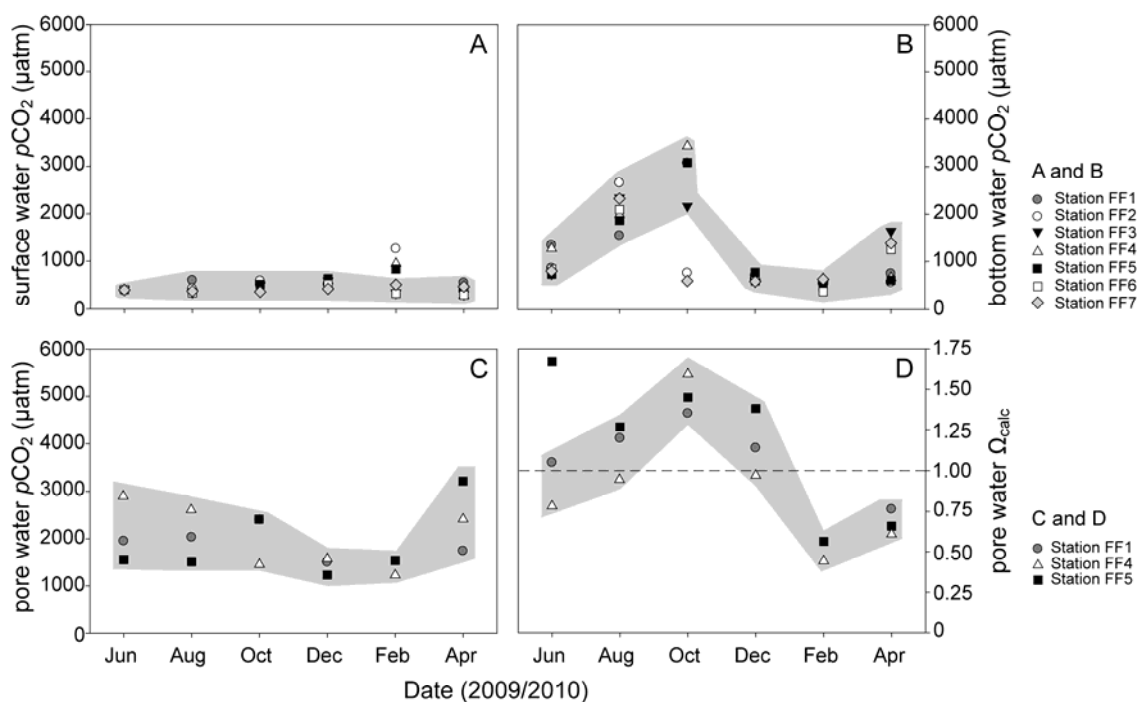 A
surface water pCO₂ (µatm)
6000
5000
4000
3000
2000
1000
0
Jun Aug Oct Dec Feb Apr
B
6000
5000
4000
3000
2000
1000
0
bottom water pCO₂ (µatm)
Jun Aug Oct Dec Feb Apr
A and B
Station FF1
Station FF2
Station FF3
Station FF4
Station FF5
Station FF6
Station FF7
C
pore water pCO₂ (µatm)
6000
5000
4000
3000
2000
1000
0
D
1.75
1.50
1.25
1.00
0.75
0.50
0.25
0
pore water Ωcalc
C and D
Station FF1
Station FF4
Station FF5
Date (2009/2010)